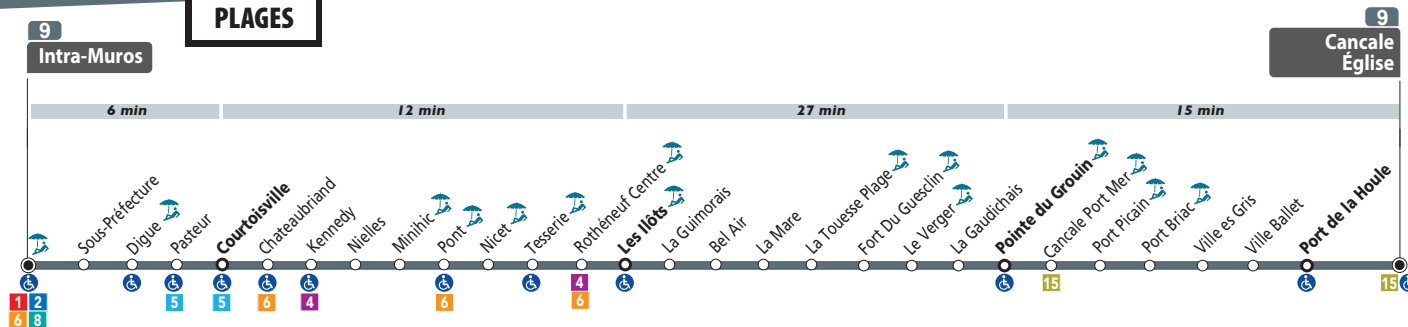 PLAGES
9
Intra-Muros
9
Cancale
Église
6 min
12 min
27 min
15 min
Sous-Préfecture
Digue
Pasteur
Courtoisville
Chateaubriand
Kennedy
Nielles
Minihic
Pont
Nicet
Tesserie
Rothéneuf Centre
Les Ilôts
La Guimorais
Bel Air
La Mare
La Touesse Plage
Fort Du Guesclin
Le Verger
La Gaudichais
Pointe du Grouin
Cancale Port Mer
Port Picain
Port Briac
Ville es Gris
Ville Ballet
Port de la Houle
1 2
6 8
5
5
6
4
6
4
6
15
15